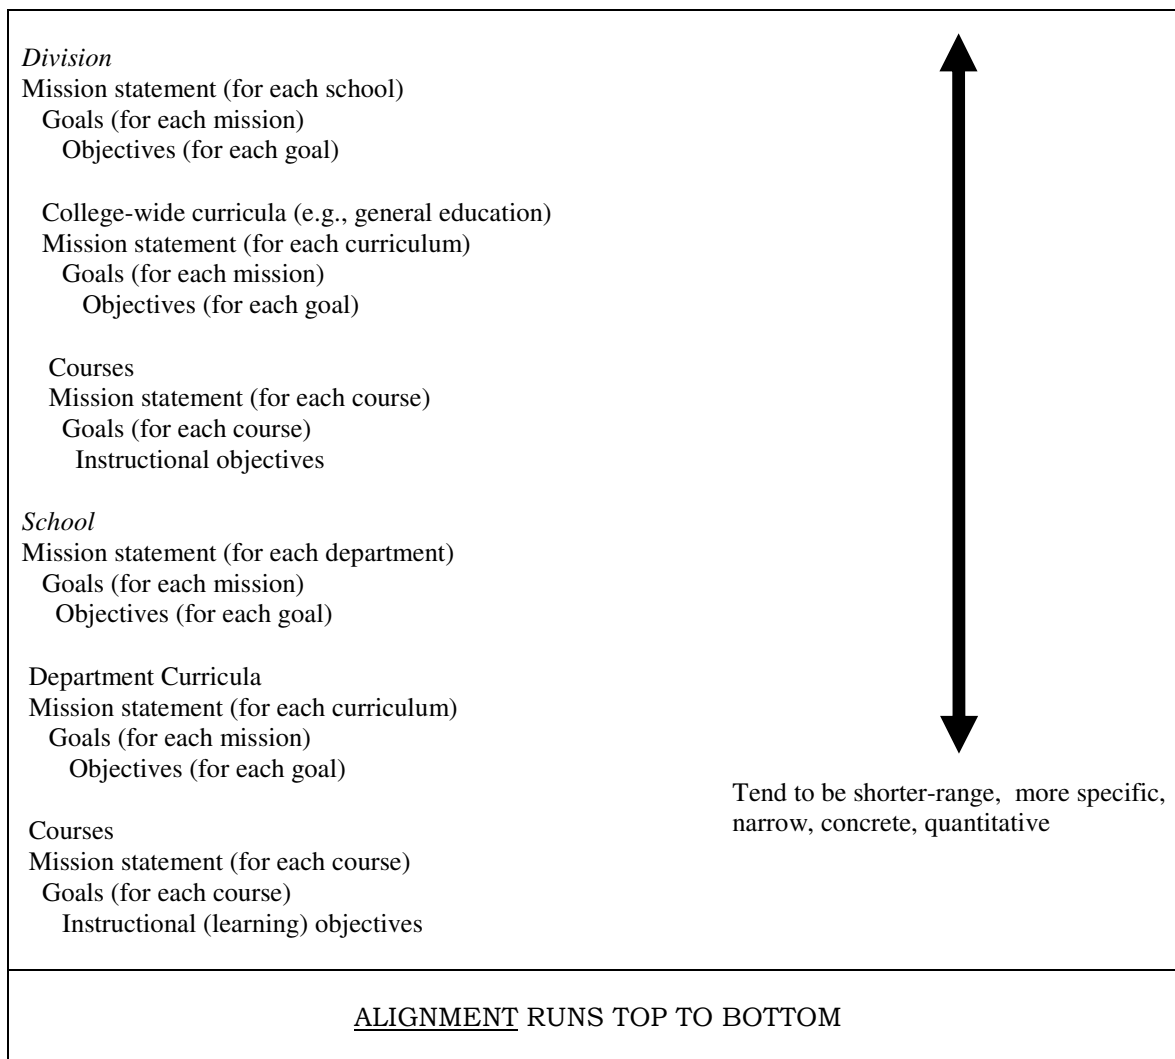 Division
Mission statement (for each school)
Goals (for each mission)
Objectives (for each goal)
College-wide curricula (e.g., general education)
Mission statement (for each curriculum)
Goals (for each mission)
Objectives (for each goal)
Courses
Mission statement (for each course)
Goals (for each course)
Instructional objectives
School
Mission statement (for each department)
Goals (for each mission)
Objectives (for each goal)
Department Curricula
Mission statement (for each curriculum)
Goals (for each mission)
Objectives (for each goal)
Courses
Mission statement (for each course)
Goals (for each course)
Instructional (learning) objectives
Tend to be shorter-range, more specific,
narrow, concrete, quantitative
ALIGNMENT RUNS TOP TO BOTTOM